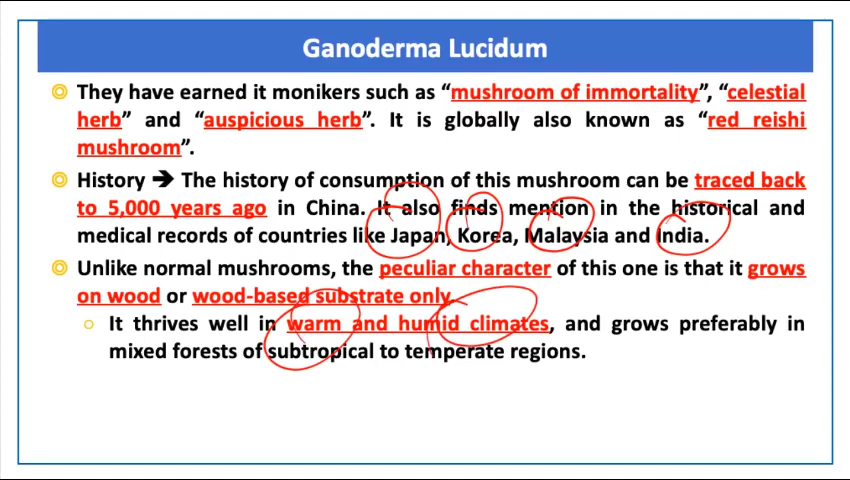 Ganoderma Lucidum
They have earned it monikers such as “mushroom of immortality”, “celestial
herb” and “auspicious herb”. It is globally also known as “red reishi
mushroom”.
History ➔ The history of consumption of this mushroom can be traced back
to 5,000 years ago in China. It also finds mention in the historical and
medical records of countries like Japan, Korea, Malaysia and India.
Unlike normal mushrooms, the peculiar character of this one is that it grows
on wood or wood-based substrate only.
It thrives well in warm and humid climates, and grows preferably in
mixed forests of subtropical to temperate regions.